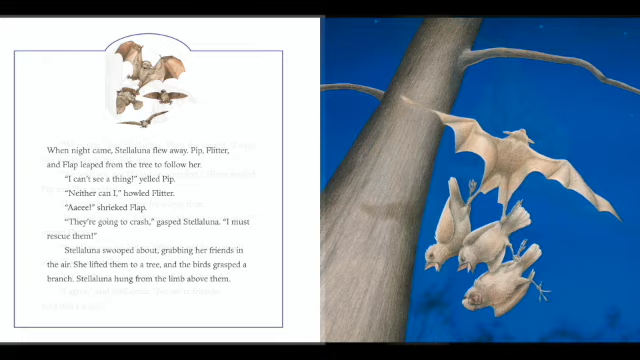 When night came, Stellaluna flew away. Pip, Flitter,
and Flap leaped from the tree to follow her.
"I can't see a thing!" yelled Pip.
"Neither can I," howled Flitter.
"Aaeee!" shrieked Flap.
"They're going to crash," gasped Stellaluna. "I must
rescue them!"
Stellaluna swooped about, grabbing her friends in
the air. She lifted them to a tree, and the birds grasped a
branch. Stellaluna hung from the limb above them.